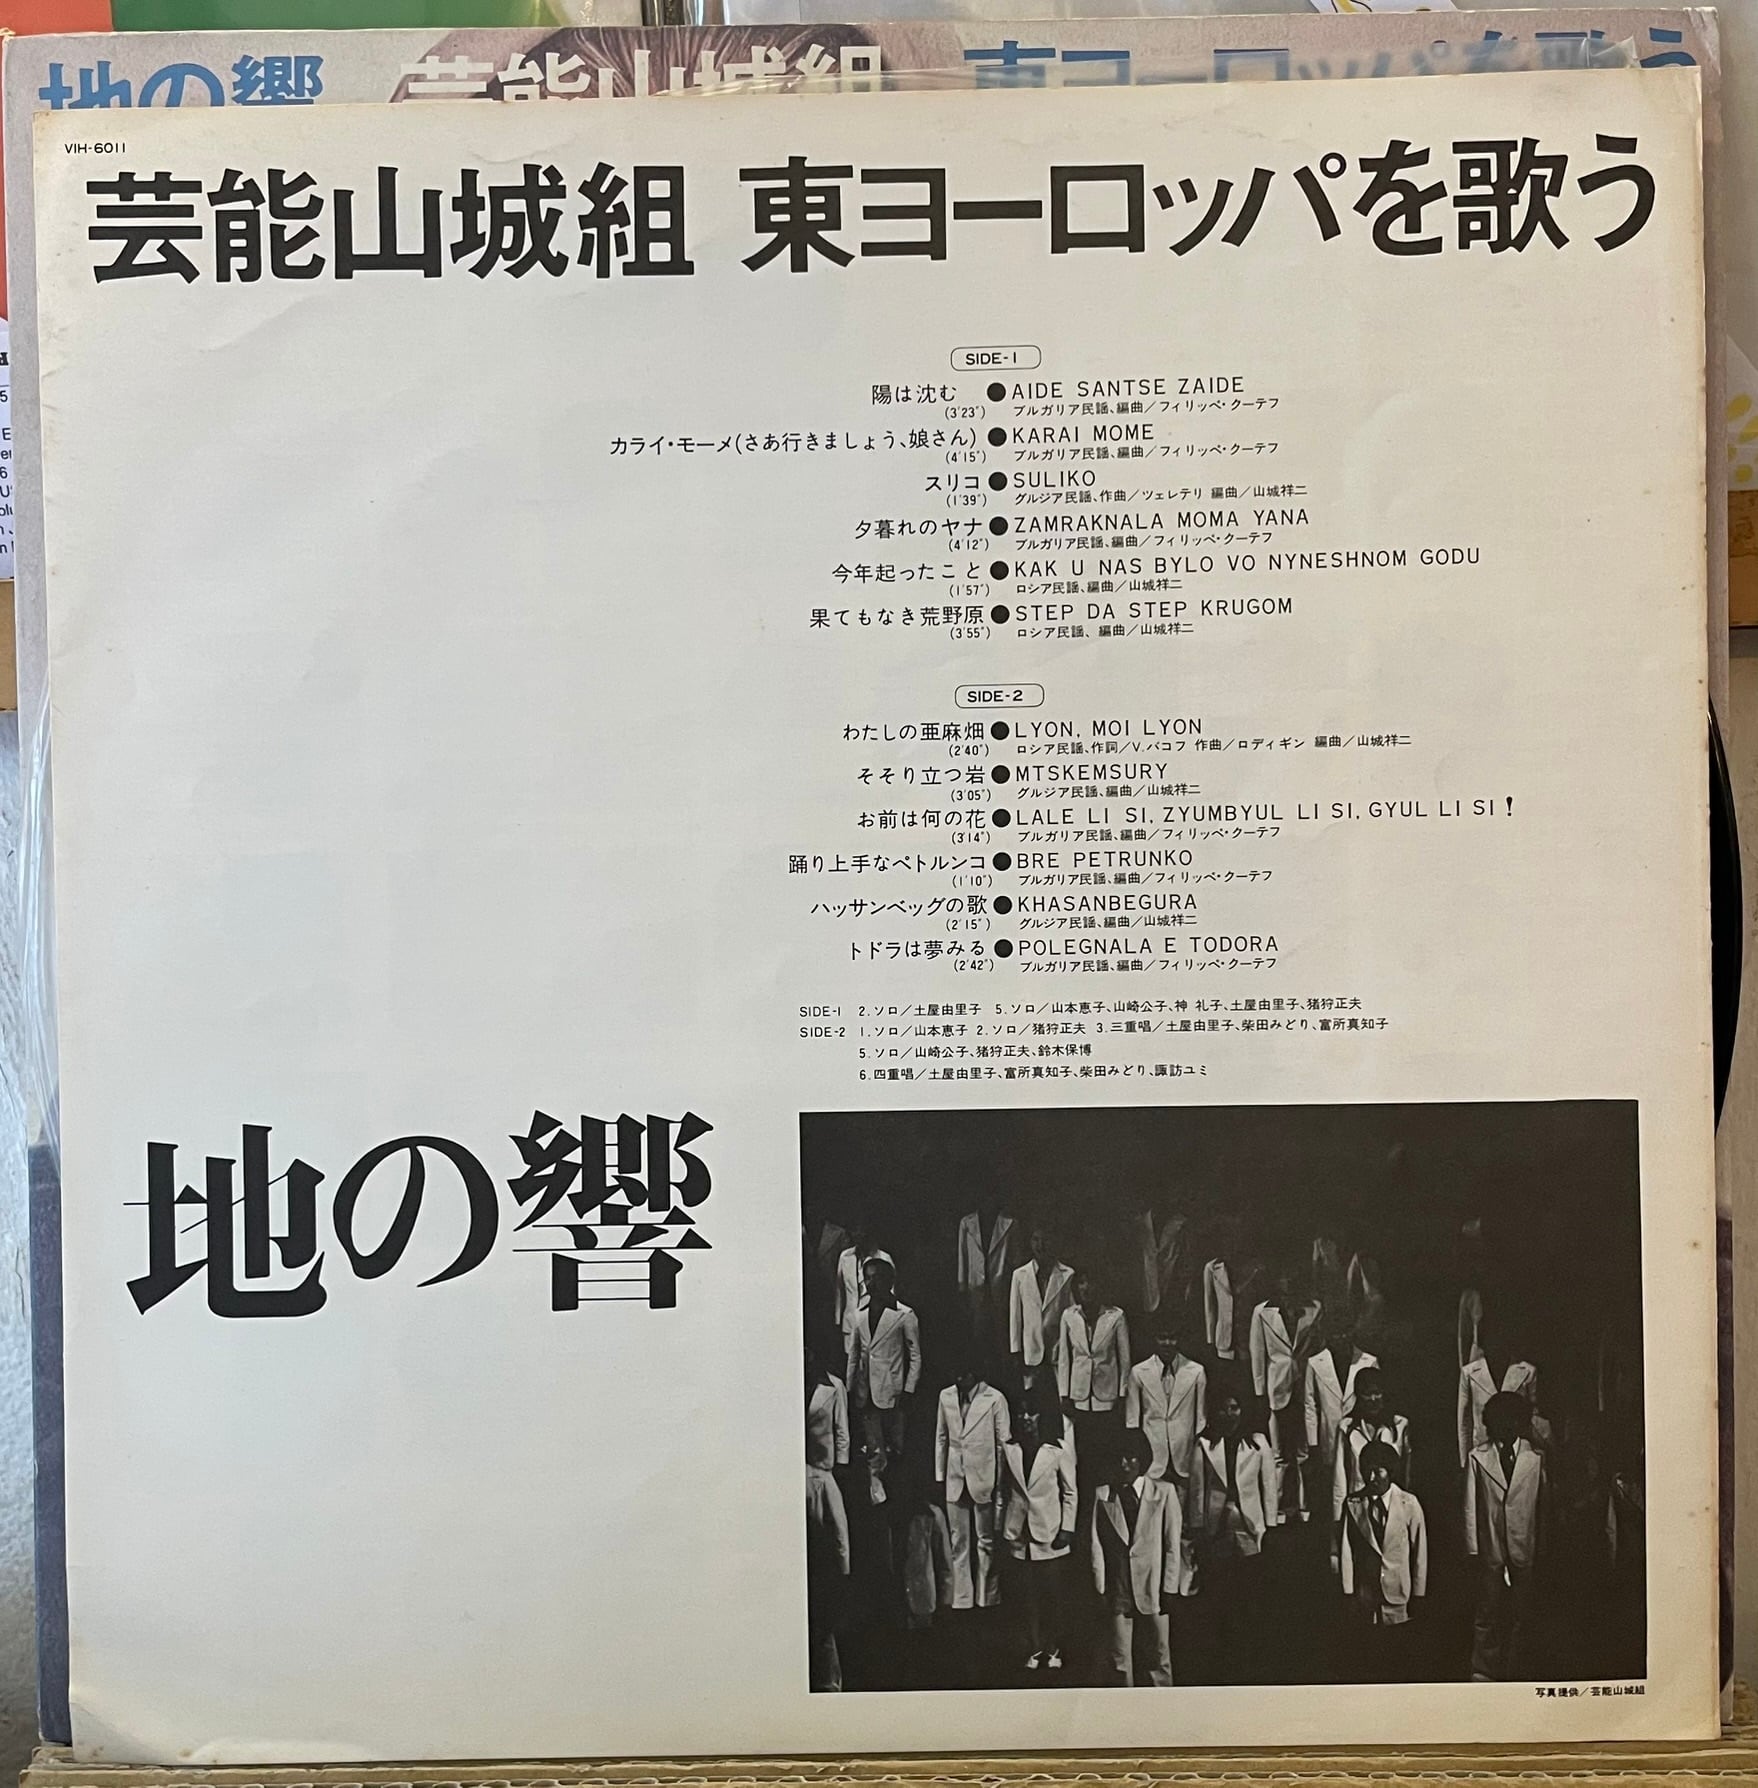 地の響 芸能山城組 東ヨーロッパを歌う
VIH-6011
芸能山城組 東ヨーロッパを歌う
SIDE-1
陽は沈む ●AIDE SANTSE ZAIDE
(3'23") ブルガリア民謡、編曲／フィリッペ・クーテフ
カライ・モーメ(さあ行きましょう、娘さん) ●KARAI MOME
(4'15") ブルガリア民謡、編曲／フィリッペ・クーテフ
スリコ ●SULIKO
(1'39") グルジア民謡、作曲／ツェレテリ 編曲／山城祥二
夕暮れのヤナ ●ZAMRAKNALA MOMA YANA
(4'12") ブルガリア民謡、編曲／フィリッペ・クーテフ
今年起ったこと ●KAK U NAS BYLO VO NYNESHNOM GODU
(1'57") ロシア民謡、編曲／山城祥二
果てもなき荒野原 ●STEP DA STEP KRUGOM
(3'55") ロシア民謡、編曲／山城祥二
SIDE-2
わたしの亜麻畑 ●LYON, MOI LYON
(2'40") ロシア民謡、作詞／V.バコフ 作曲／ロディギン 編曲／山城祥二
そそり立つ岩 ●MTSKEMSURY
(3'05") グルジア民謡、編曲／山城祥二
お前は何の花 ●LALE LI SI, ZYUMBYUL LI SI, GYUL LI SI！
(3'14") ブルガリア民謡、編曲／フィリッペ・クーテフ
踊り上手なペトルンコ ●BRE PETRUNKO
(1'10") ブルガリア民謡、編曲／フィリッペ・クーテフ
ハッサンベッグの歌 ●KHASANBEGURA
(2'15") グルジア民謡、編曲／山城祥二
トドラは夢みる ●POLEGNALA E TODORA
(2'42") ブルガリア民謡、編曲／フィリッペ・クーテフ
SIDE-1 2.ソロ／土屋由里子 5.ソロ／山本恵子、山崎公子、神 礼子、土屋由里子、猪狩正夫
SIDE-2 1.ソロ／山本恵子 2.ソロ／猪狩正夫 3.三重唱／土屋由里子、柴田みどり、富所真知子
5.ソロ／山崎公子、猪狩正夫、鈴木保博
6.四重唱／土屋由里子、富所真知子、柴田みどり、諏訪ユミ
地の響
写真提供／芸能山城組